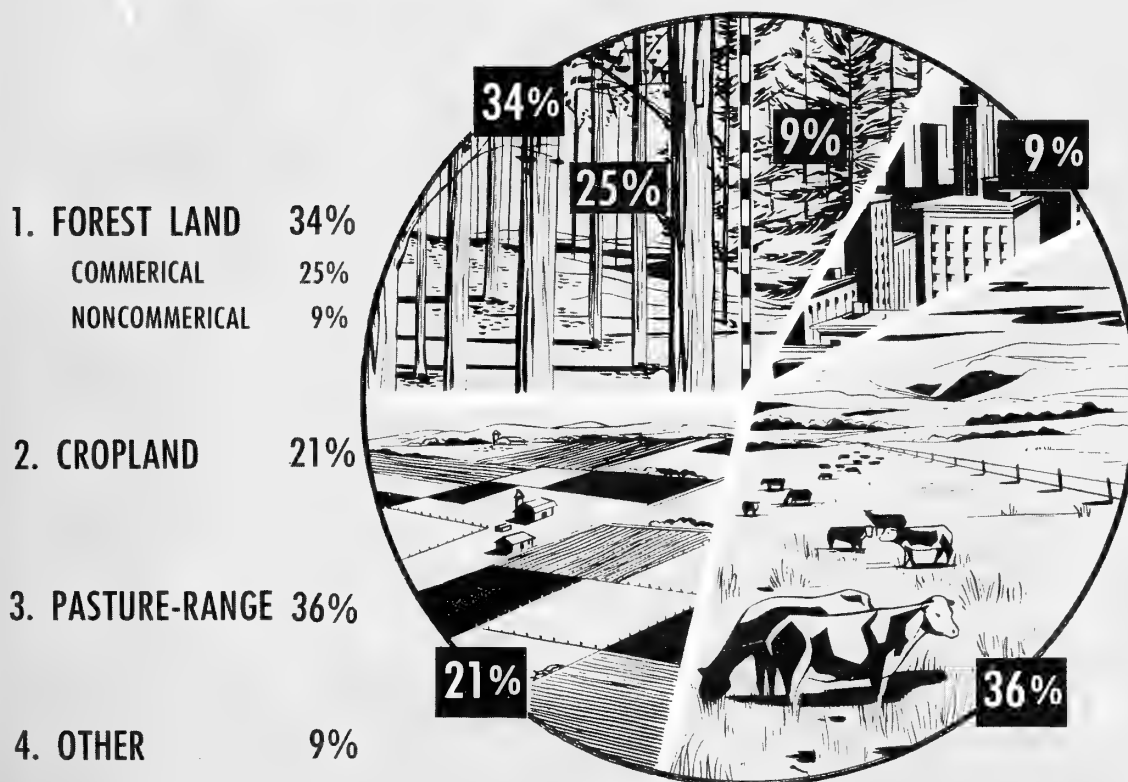 1. FOREST LAND 34%
COMMERICAL 25%
NONCOMMERICAL 9%
2. CROPLAND 21%
3. PASTURE-RANGE 36%
4. OTHER 9%
34%
25%
9%
9%
21%
36%